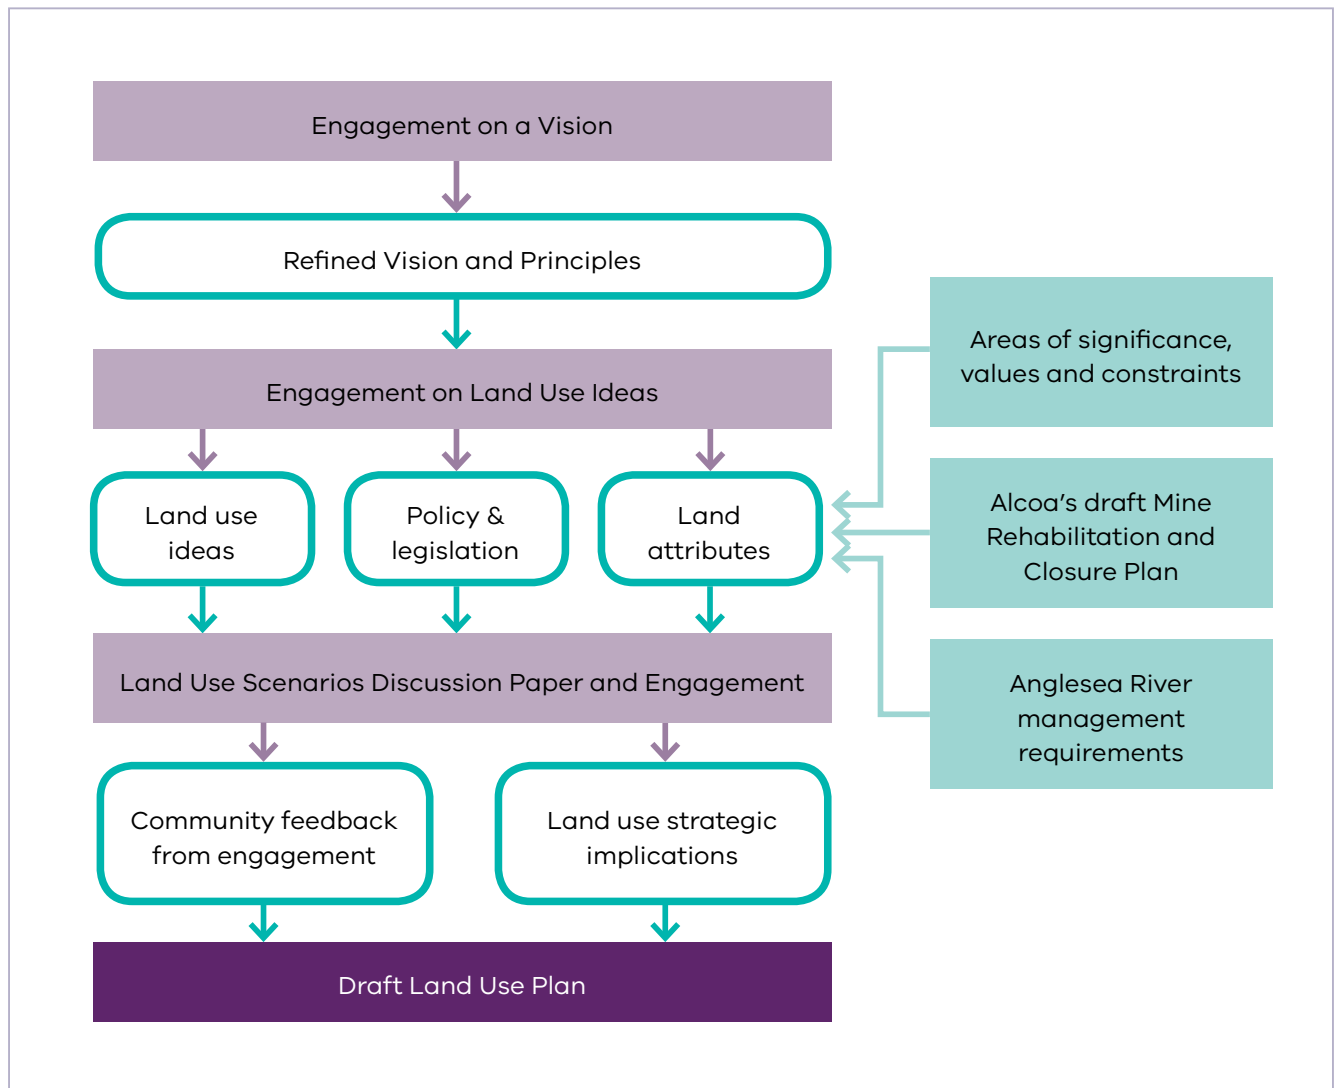 Engagement on a Vision
Refined Vision and Principles
Engagement on Land Use Ideas
Land use
ideas
Policy &
legislation
Land
attributes
Areas of significance,
values and constraints
Alcoa’s draft Mine
Rehabilitation and
Closure Plan
Anglesea River
management
requirements
Land Use Scenarios Discussion Paper and Engagement
Community feedback
from engagement
Land use strategic
implications
Draft Land Use Plan